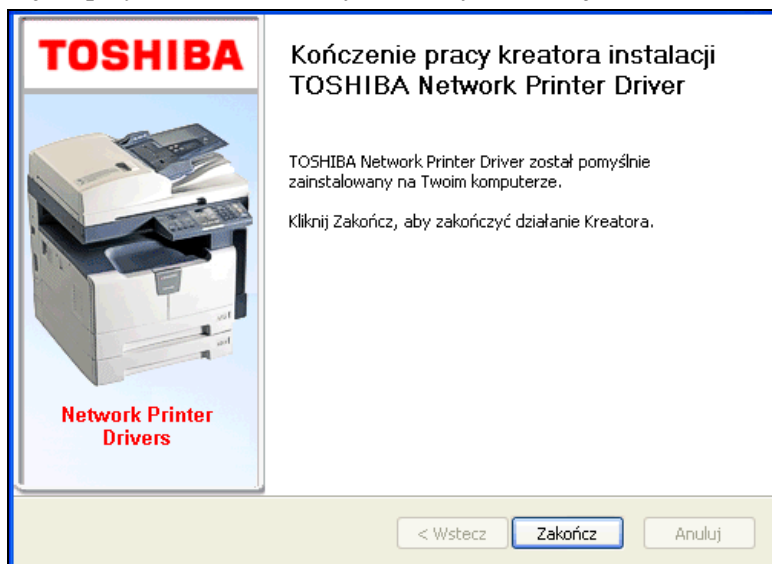 TOSHIBA
Kończenie pracy kreatora instalacji
TOSHIBA Network Printer Driver
TOSHIBA Network Printer Driver został pomyślnie
zainstalowany na Twoim komputerze.
Kliknij Zakończ, aby zakończyć działanie Kreatora.
Network Printer
Drivers
< Wstecz
Zakończ
Anuluj